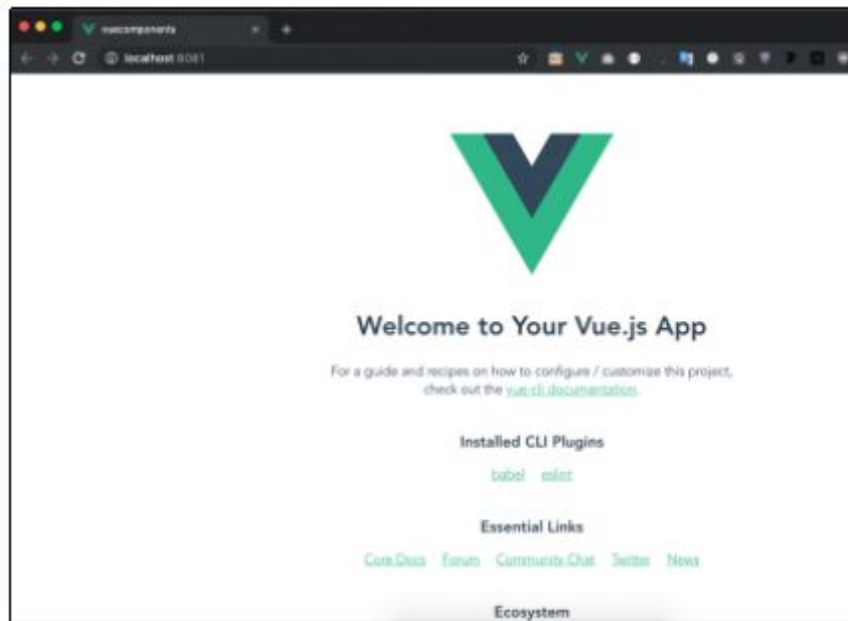 vuecomponents
localhost:8081
Welcome to Your Vue.js App
For a guide and recipes on how to configure / customize this project,
check out the vue-cli documentation.
Installed CLI Plugins
babel eslint
Essential Links
Core Docs Forum Community Chat Twitter News
Ecosystem